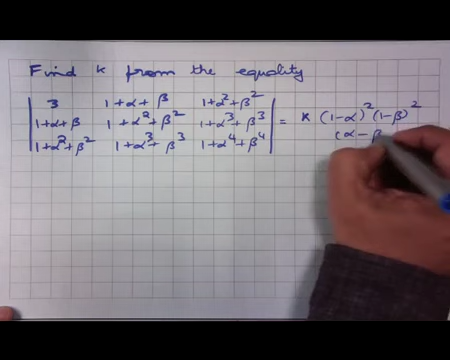 Find k from the equality
| 3 1+α+β 1+α²+β² |
| 1+α+β 1+α²+β² 1+α³+β³ | = K (1-α)² (1-β)²
| 1+α²+β² 1+α³+β³ 1+α⁴+β⁴ | (α-β